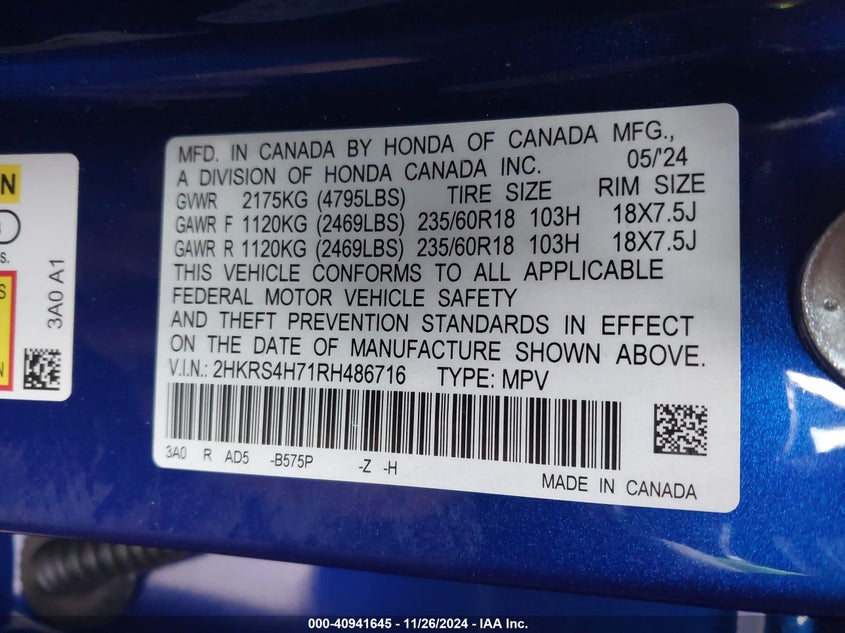 N
S.
S
N
3A0 A1
MFD. IN CANADA BY HONDA OF CANADA MFG.,
A DIVISION OF HONDA CANADA INC. 05/'24
GVWR 2175KG (4795LBS) TIRE SIZE RIM SIZE
GAWR F 1120KG (2469LBS) 235/60R18 103H 18X7.5J
GAWR R 1120KG (2469LBS) 235/60R18 103H 18X7.5J
THIS VEHICLE CONFORMS TO ALL APPLICABLE
FEDERAL MOTOR VEHICLE SAFETY
AND THEFT PREVENTION STANDARDS IN EFFECT
ON THE DATE OF MANUFACTURE SHOWN ABOVE.
V.I.N.: 2HKRS4H71RH486716 TYPE: MPV
3A0 R AD5 -B575P -Z -H
MADE IN CANADA
000-40941645 - 11/26/2024 - IAA Inc.